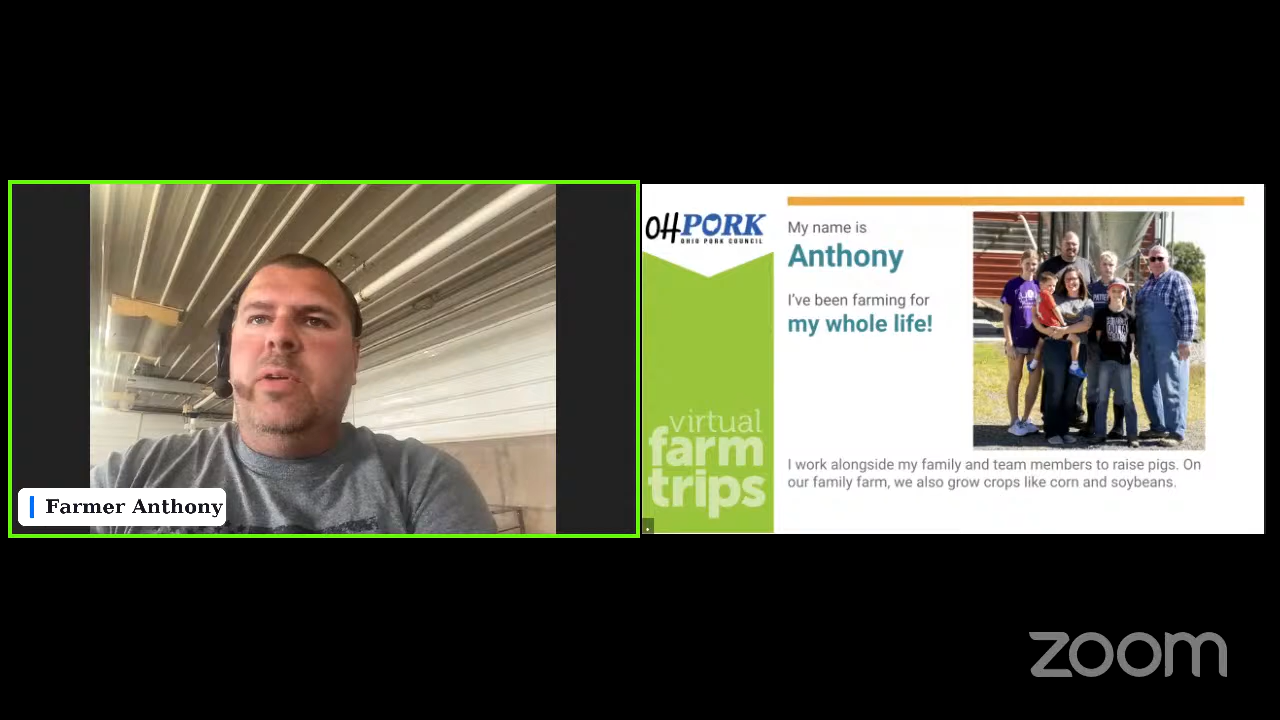 Farmer Anthony
OHPORK
OHIO PORK COUNCIL
virtual
farm
trips
My name is
Anthony
I've been farming for
my whole life!
I work alongside my family and team members to raise pigs. On
our family farm, we also grow crops like corn and soybeans.
zoom